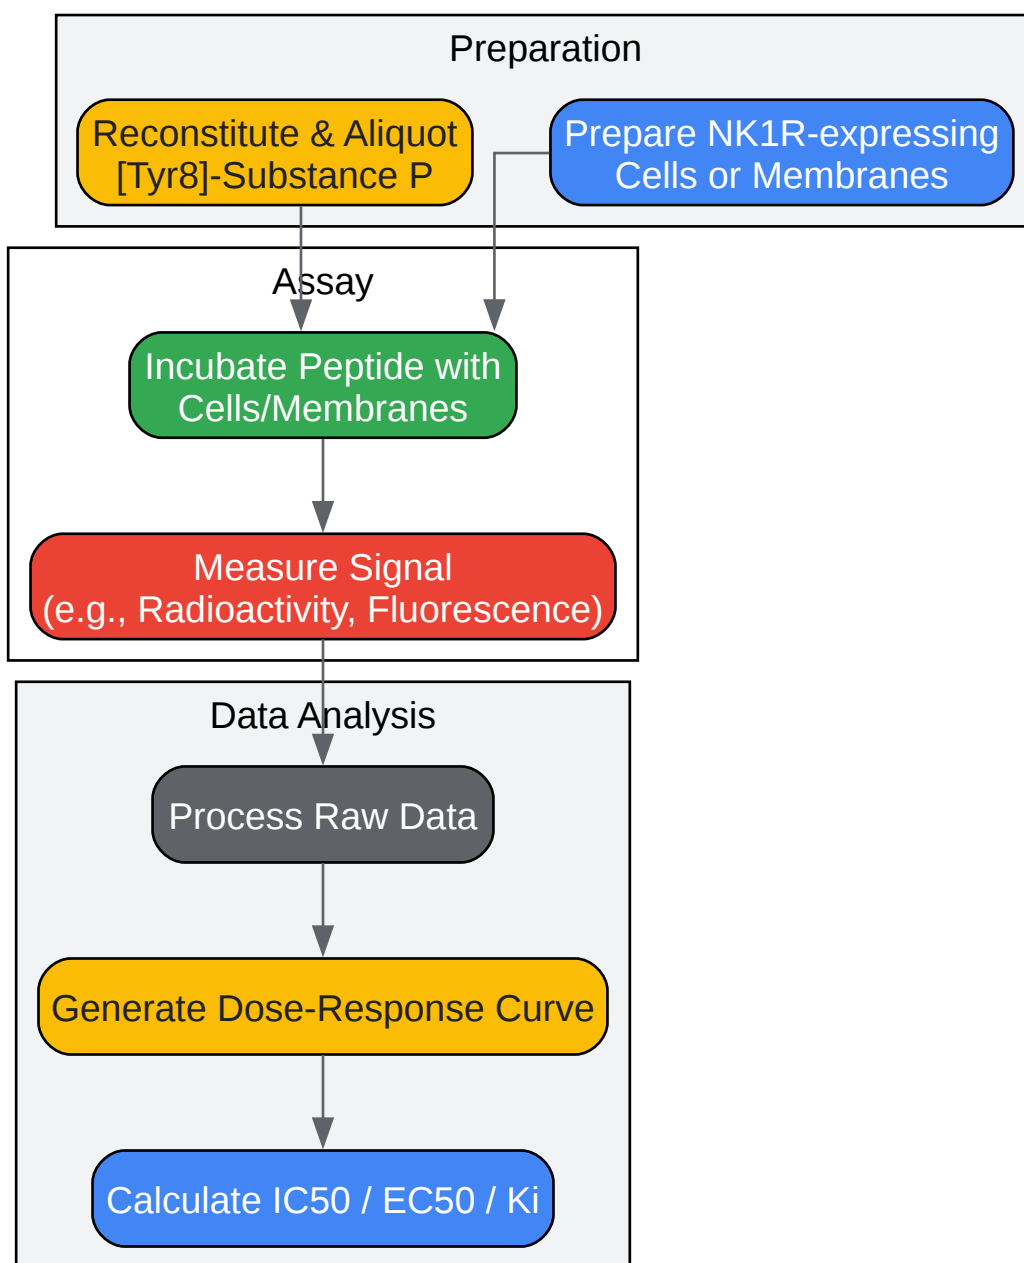 Preparation
Reconstitute & Aliquot
[Tyr8]-Substance P
Prepare NK1R-expressing
Cells or Membranes
Assay
Incubate Peptide with
Cells/Membranes
Measure Signal
(e.g., Radioactivity, Fluorescence)
Data Analysis
Process Raw Data
Generate Dose-Response Curve
Calculate IC50 / EC50 / Ki